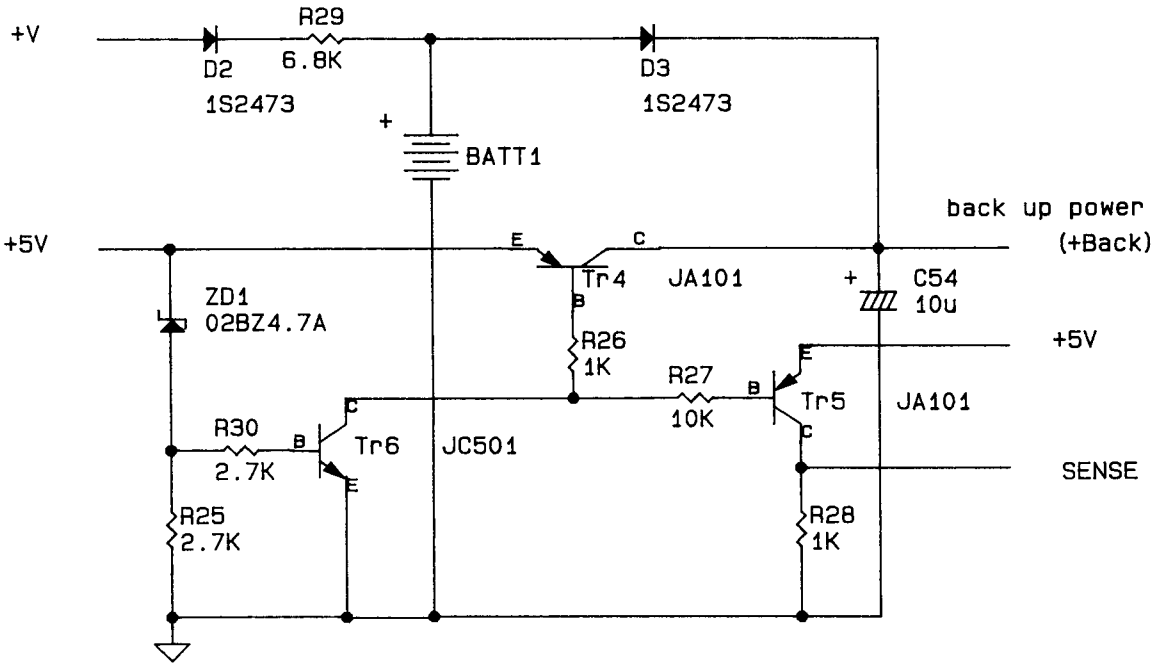 R29
+V
6.8K
D2
D3
1S2473
1S2473
+
BATT1
back up power
+5V
E
C
(+Back)
Tr4
JA101
+
C54
10u
ZD1
02BZ4.7A
B
R26
1K
+5V
E
R27
B
Tr5
JA101
10K
C
R30
B
Tr6
JC501
C
2.7K
E
SENSE
R25
2.7K
R28
1K